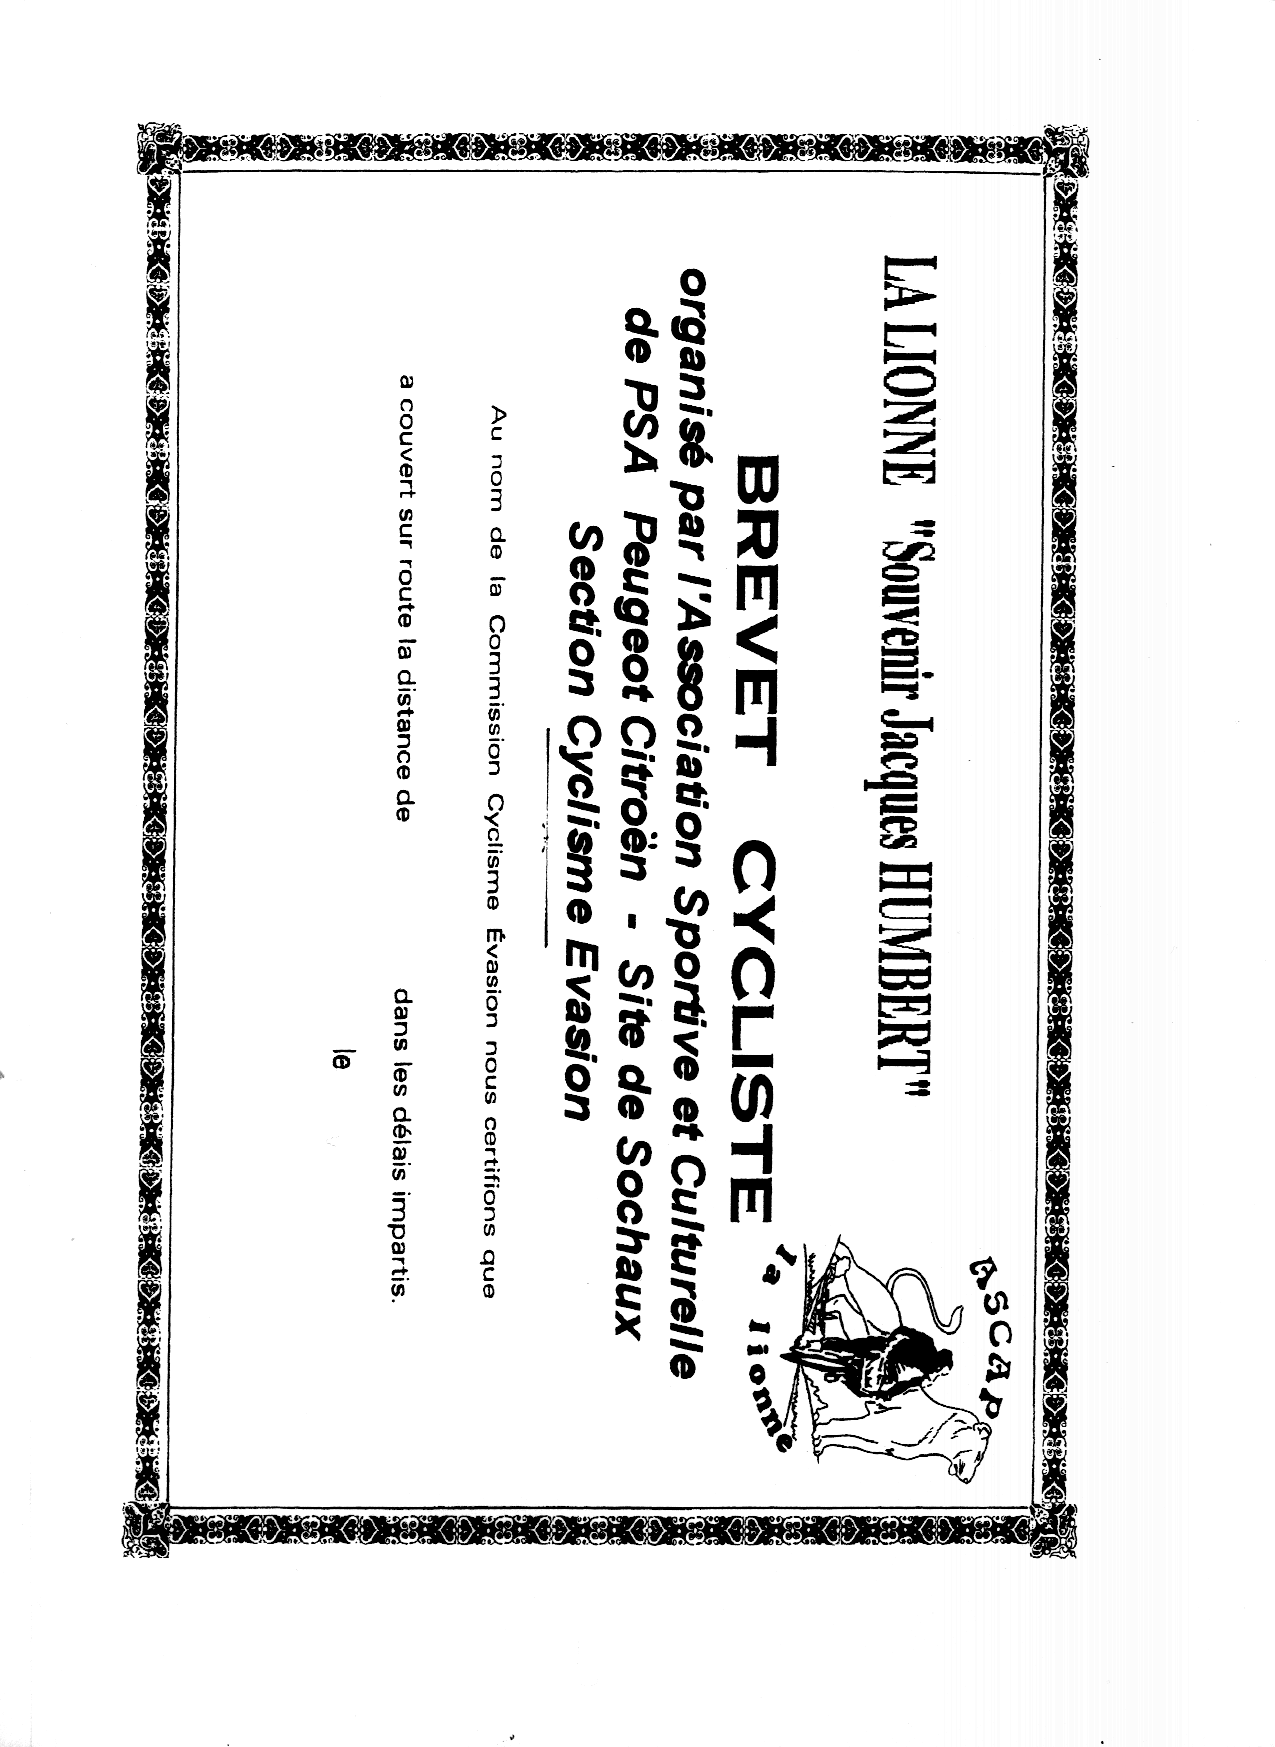 LA LIONNE "Souvenir Jacques HUMBERT"
ASCAP
la lionne
BREVET CYCLISTE
organisé par l'Association Sportive et Culturelle
de PSA Peugeot Citroën - Site de Sochaux
Section Cyclisme Evasion
Au nom de la Commission Cyclisme Évasion nous certifions que
a couvert sur route la distance de dans les délais impartis.
le